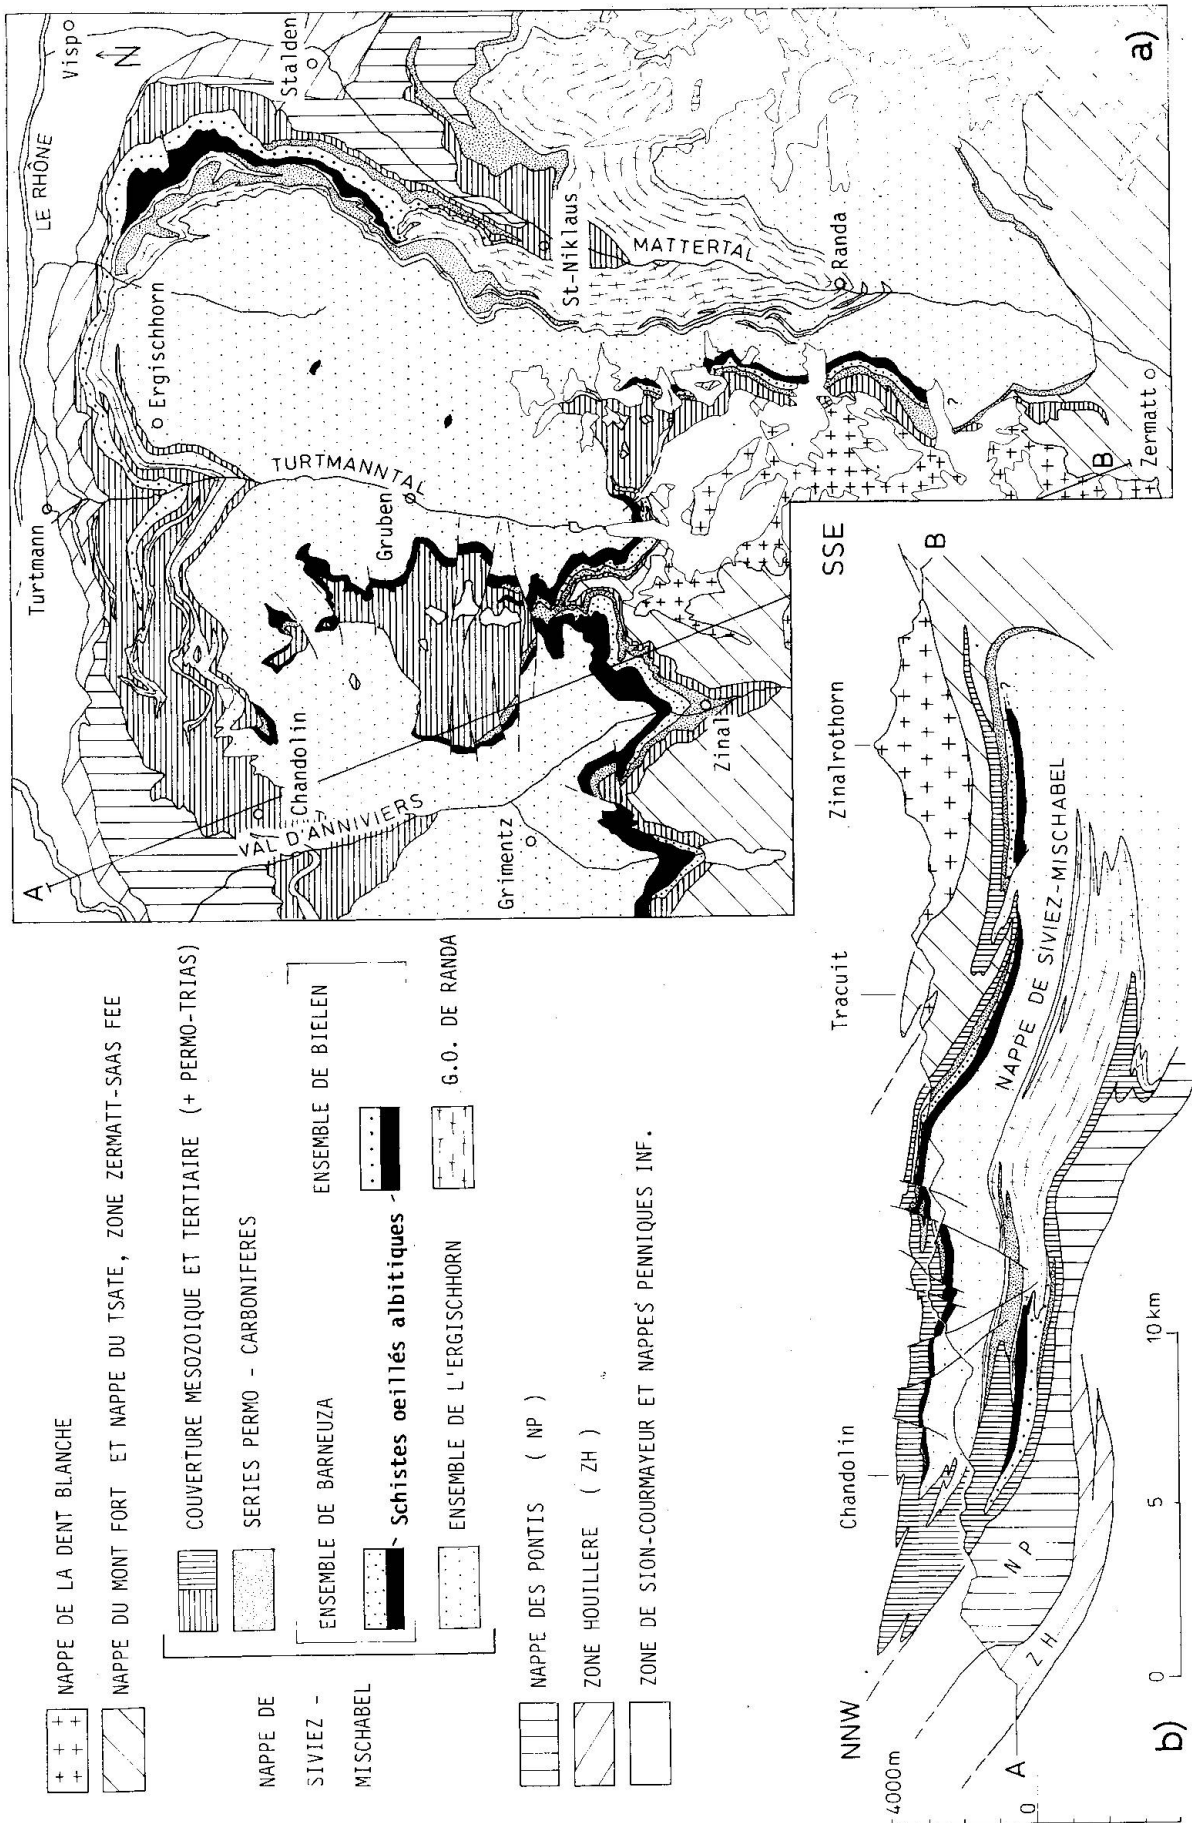 NAPPE DE LA DENT BLANCHE
NAPPE DU MONT FORT ET NAPPE DU TSATE, ZONE ZERMATT-SAAS FEE
COUVERTURE MESOZOIQUE ET TERTIAIRE (+ PERMO-TRIAS)
SERIES PERMO - CARBONIFERES
ENSEMBLE DE BARNEUZA
ENSEMBLE DE BIELEN
Schistes oeillés albitiques
ENSEMBLE DE L'ERGISCHHORN
G.O. DE RANDA
NAPPE DE
SIVIEZ -
MISCHABEL
NAPPE DES PONTIS ( NP )
ZONE HOUILLERE ( ZH )
ZONE DE SION-COURMAYEUR ET NAPPES PENNIQUES INF.
A
Turtmann
LE RHÔNE
Visp
N
Stalden
Ergischhorn
Chandolin
VAL D'ANNIVIERS
TURTMANNTAL
Gruben
Grimentz
St-Niklaus
MATTERTAL
Zinal
Randa
?
B
Zermatt
a)
NNW
SSE
Chandolin
Tracuit
Zinalrothorn
4000m
0
A
B
NP
ZH
NAPPE DE SIVIEZ-MISCHABEL
?
0
5
10 km
b)